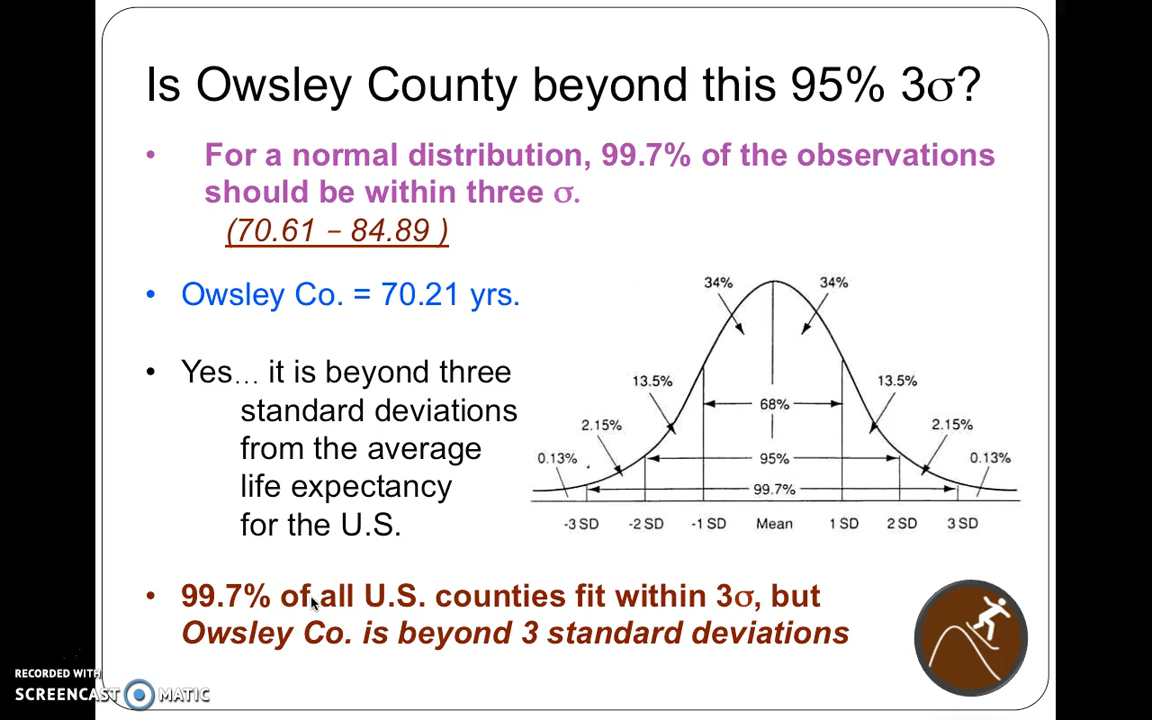 Is Owsley County beyond this 95% 3σ?
• For a normal distribution, 99.7% of the observations
should be within three σ.
(70.61 – 84.89 )
• Owsley Co. = 70.21 yrs.
• Yes… it is beyond three
standard deviations
from the average
life expectancy
for the U.S.
34% 34%
13.5% 68% 13.5%
2.15% 2.15%
0.13% 95% 0.13%
99.7%
-3 SD -2 SD -1 SD Mean 1 SD 2 SD 3 SD
• 99.7% of all U.S. counties fit within 3σ, but
Owsley Co. is beyond 3 standard deviations
RECORDED WITH
SCREENCAST MATIC